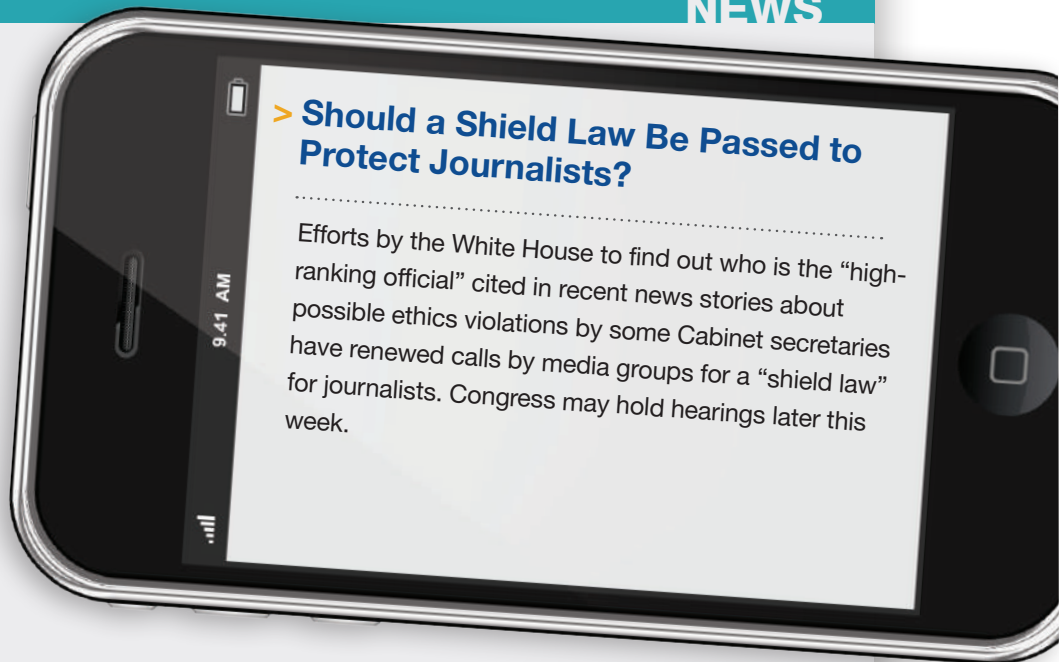 NEWS
> Should a Shield Law Be Passed to
Protect Journalists?
Efforts by the White House to find out who is the “high-
ranking official” cited in recent news stories about
possible ethics violations by some Cabinet secretaries
have renewed calls by media groups for a “shield law”
for journalists. Congress may hold hearings later this
week.
9.41 AM